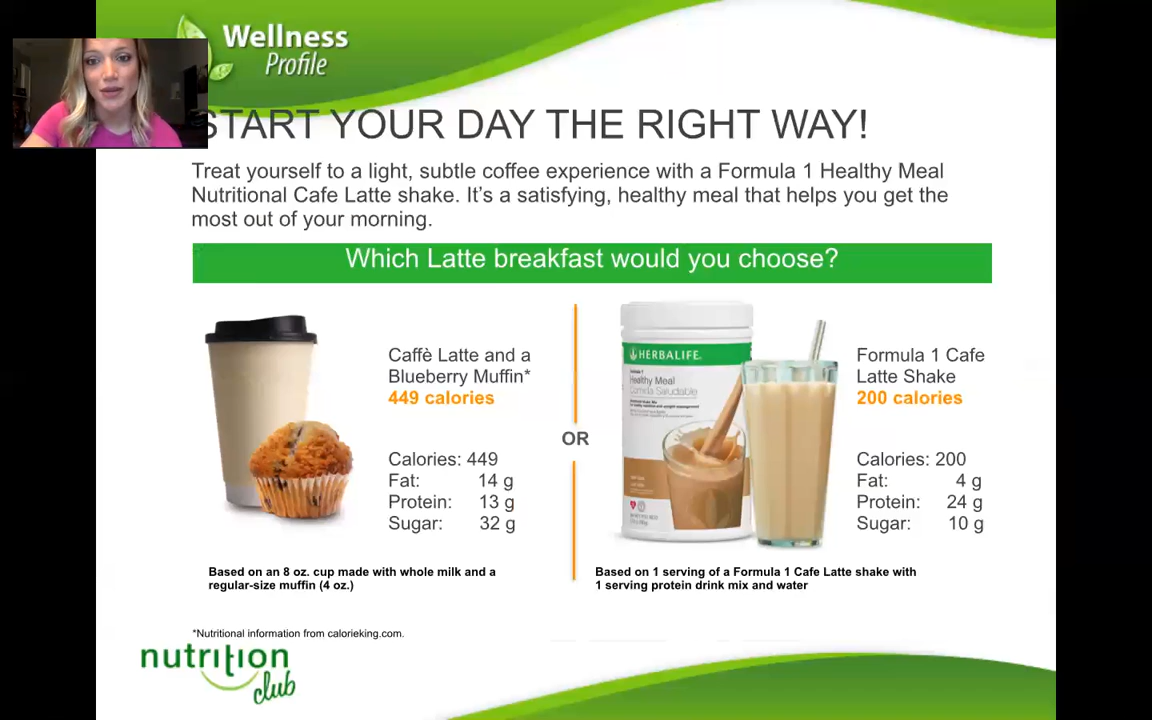 Wellness
Profile
START YOUR DAY THE RIGHT WAY!
Treat yourself to a light, subtle coffee experience with a Formula 1 Healthy Meal
Nutritional Cafe Latte shake. It’s a satisfying, healthy meal that helps you get the
most out of your morning.
Which Latte breakfast would you choose?
Caffè Latte and a
Blueberry Muffin*
449 calories
Calories: 449
Fat: 14 g
Protein: 13 g
Sugar: 32 g
Based on an 8 oz. cup made with whole milk and a
regular-size muffin (4 oz.)
OR
HERBALIFE
Formula 1
Healthy Meal
Comida Saludable
Formula 1 Cafe
Latte Shake
200 calories
Calories: 200
Fat: 4 g
Protein: 24 g
Sugar: 10 g
Based on 1 serving of a Formula 1 Cafe Latte shake with
1 serving protein drink mix and water
*Nutritional information from calorieking.com.
nutrition
club